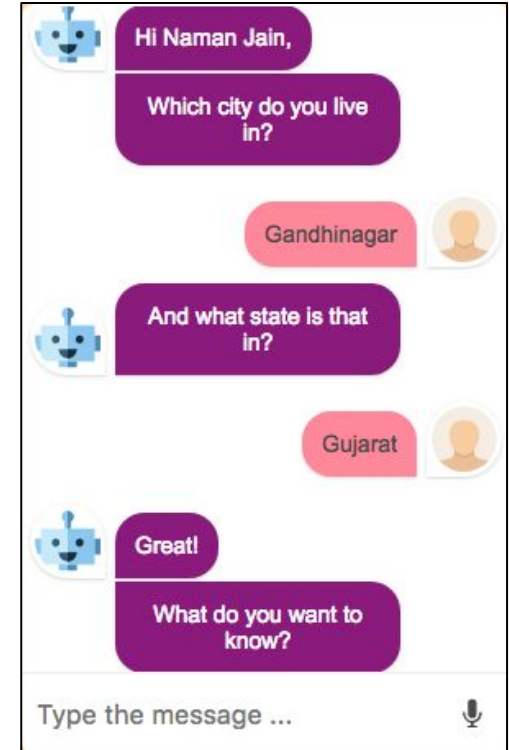 Hi Naman Jain,
Which city do you live
in?
Gandhinagar
And what state is that
in?
Gujarat
Great!
What do you want to
know?
Type the message ...